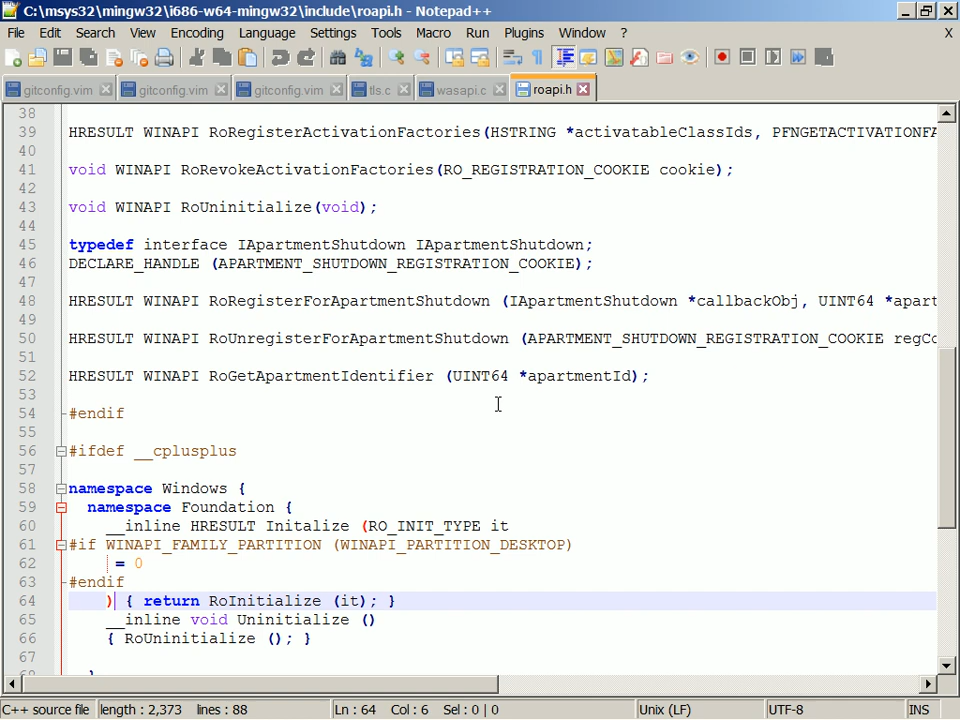 C:\msys32\mingw32\i686-w64-mingw32\include\roapi.h - Notepad++
File Edit Search View Encoding Language Settings Tools Macro Run Plugins Window ? X
gitconfig.vim gitconfig.vim gitconfig.vim tls.c wasapi.c roapi.h
38
39 HRESULT WINAPI RoRegisterActivationFactories(HSTRING *activatableClassIds, PFNGETACTIVATIONFA
40
41 void WINAPI RoRevokeActivationFactories(RO_REGISTRATION_COOKIE cookie);
42
43 void WINAPI RoUninitialize(void);
44
45 typedef interface IApartmentShutdown IApartmentShutdown;
46 DECLARE_HANDLE (APARTMENT_SHUTDOWN_REGISTRATION_COOKIE);
47
48 HRESULT WINAPI RoRegisterForApartmentShutdown (IApartmentShutdown *callbackObj, UINT64 *apart
49
50 HRESULT WINAPI RoUnregisterForApartmentShutdown (APARTMENT_SHUTDOWN_REGISTRATION_COOKIE regCo
51
52 HRESULT WINAPI RoGetApartmentIdentifier (UINT64 *apartmentId);
53
54 #endif
55
56 #ifdef __cplusplus
57
58 namespace Windows {
59 namespace Foundation {
60 __inline HRESULT Initalize (RO_INIT_TYPE it
61 #if WINAPI_FAMILY_PARTITION (WINAPI_PARTITION_DESKTOP)
62 = 0
63 #endif
64 ) { return RoInitialize (it); }
65 __inline void Uninitialize ()
66 { RoUninitialize (); }
67
68 }
C++ source file length : 2,373 lines : 88 Ln : 64 Col : 6 Sel : 0 | 0 Unix (LF) UTF-8 INS